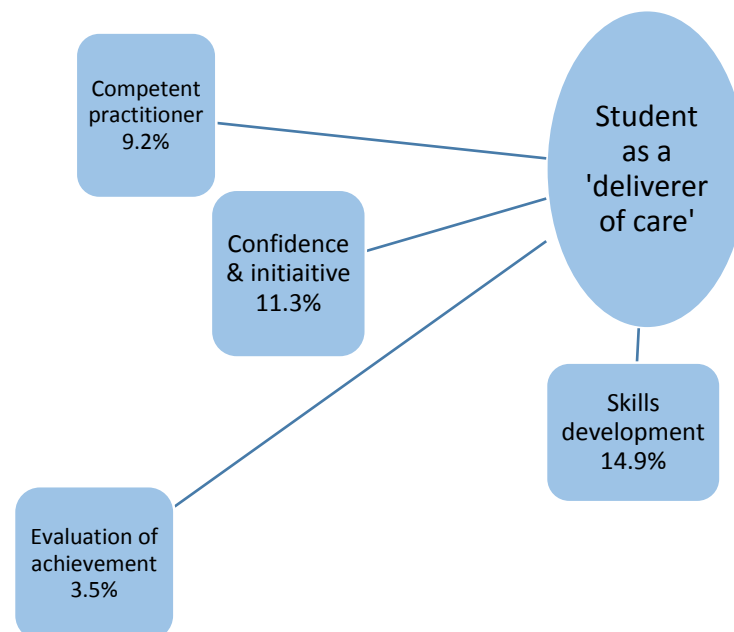 Competent
practitioner
9.2%
Student
as a
'deliverer
of care'
Confidence
& initiaitive
11.3%
Skills
development
14.9%
Evaluation of
achievement
3.5%